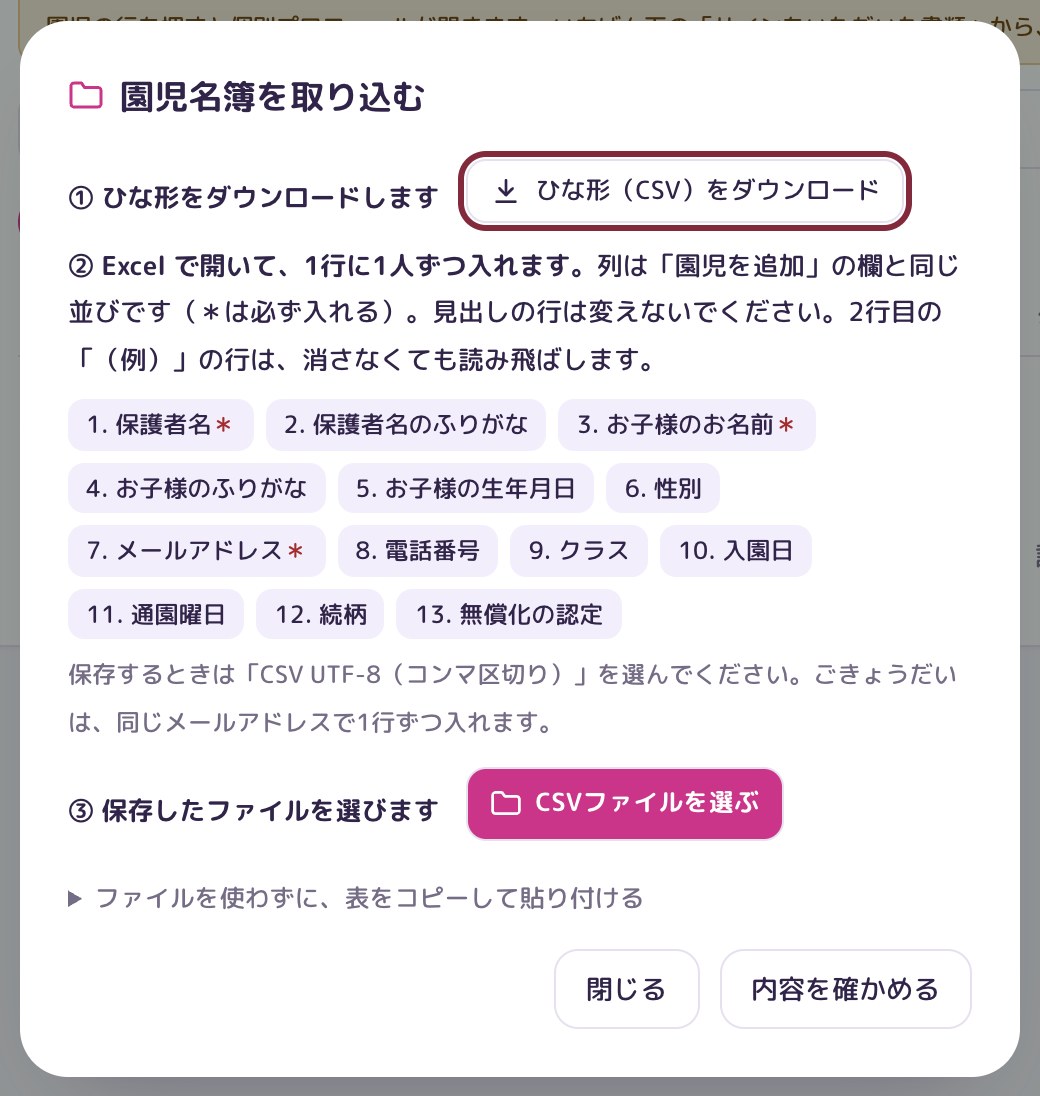 園児名簿を取り込む
① ひな形をダウンロードします
ひな形（CSV）をダウンロード
② Excel で開いて、1行に1人ずつ入れます。列は「園児を追加」の欄と同じ
並びです（＊は必ず入れる）。見出しの行は変えないでください。2行目の
「（例）」の行は、消さなくても読み飛ばします。
1. 保護者名＊ 2. 保護者名のふりがな 3. お子様のお名前＊
4. お子様のふりがな 5. お子様の生年月日 6. 性別
7. メールアドレス＊ 8. 電話番号 9. クラス 10. 入園日
11. 通園曜日 12. 続柄 13. 無償化の認定
保存するときは「CSV UTF-8（コンマ区切り）」を選んでください。ごきょうだい
は、同じメールアドレスで1行ずつ入れます。
③ 保存したファイルを選びます
CSVファイルを選ぶ
▶ ファイルを使わずに、表をコピーして貼り付ける
閉じる
内容を確かめる